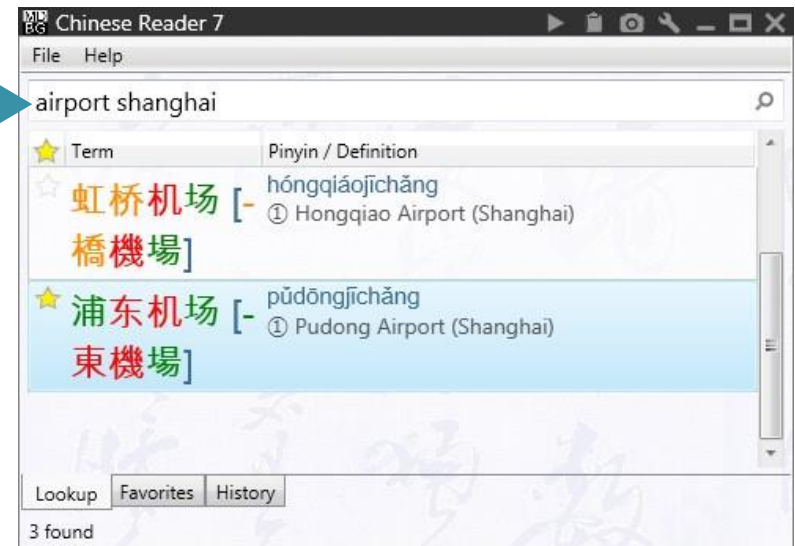 MDBG Chinese Reader 7
File Help
airport shanghai
Term Pinyin / Definition
虹桥机场 [-橋機場] hóngqiáojīchǎng
① Hongqiao Airport (Shanghai)
浦东机场 [-東機場] pǔdōngjīchǎng
① Pudong Airport (Shanghai)
Lookup Favorites History
3 found